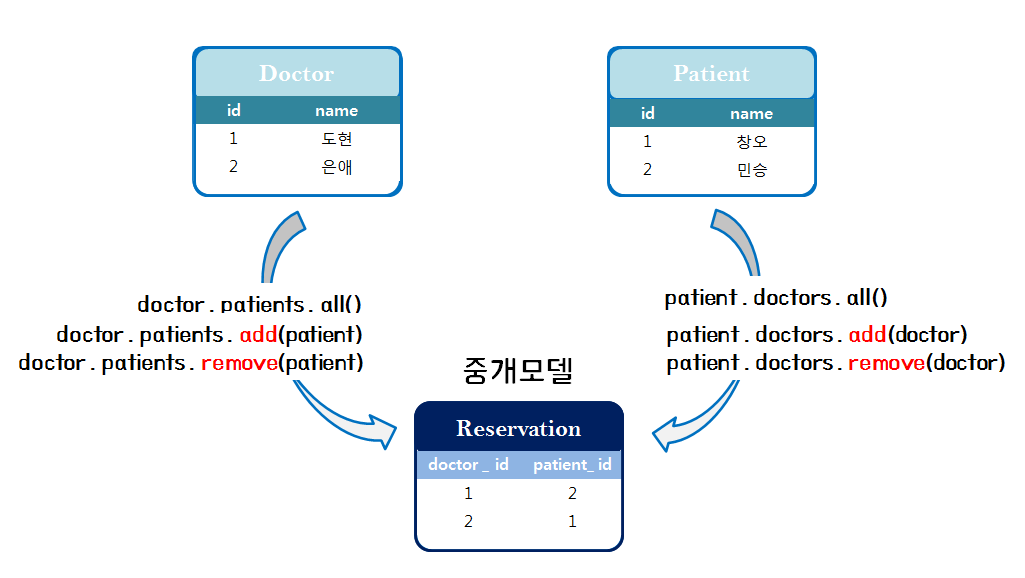 Doctor
id name
1 도현
2 은애
Patient
id name
1 창오
2 민승
doctor.patients.all()
doctor.patients.add(patient)
doctor.patients.remove(patient)
patient.doctors.all()
patient.doctors.add(doctor)
patient.doctors.remove(doctor)
중개모델
Reservation
doctor_id patient_id
1 2
2 1